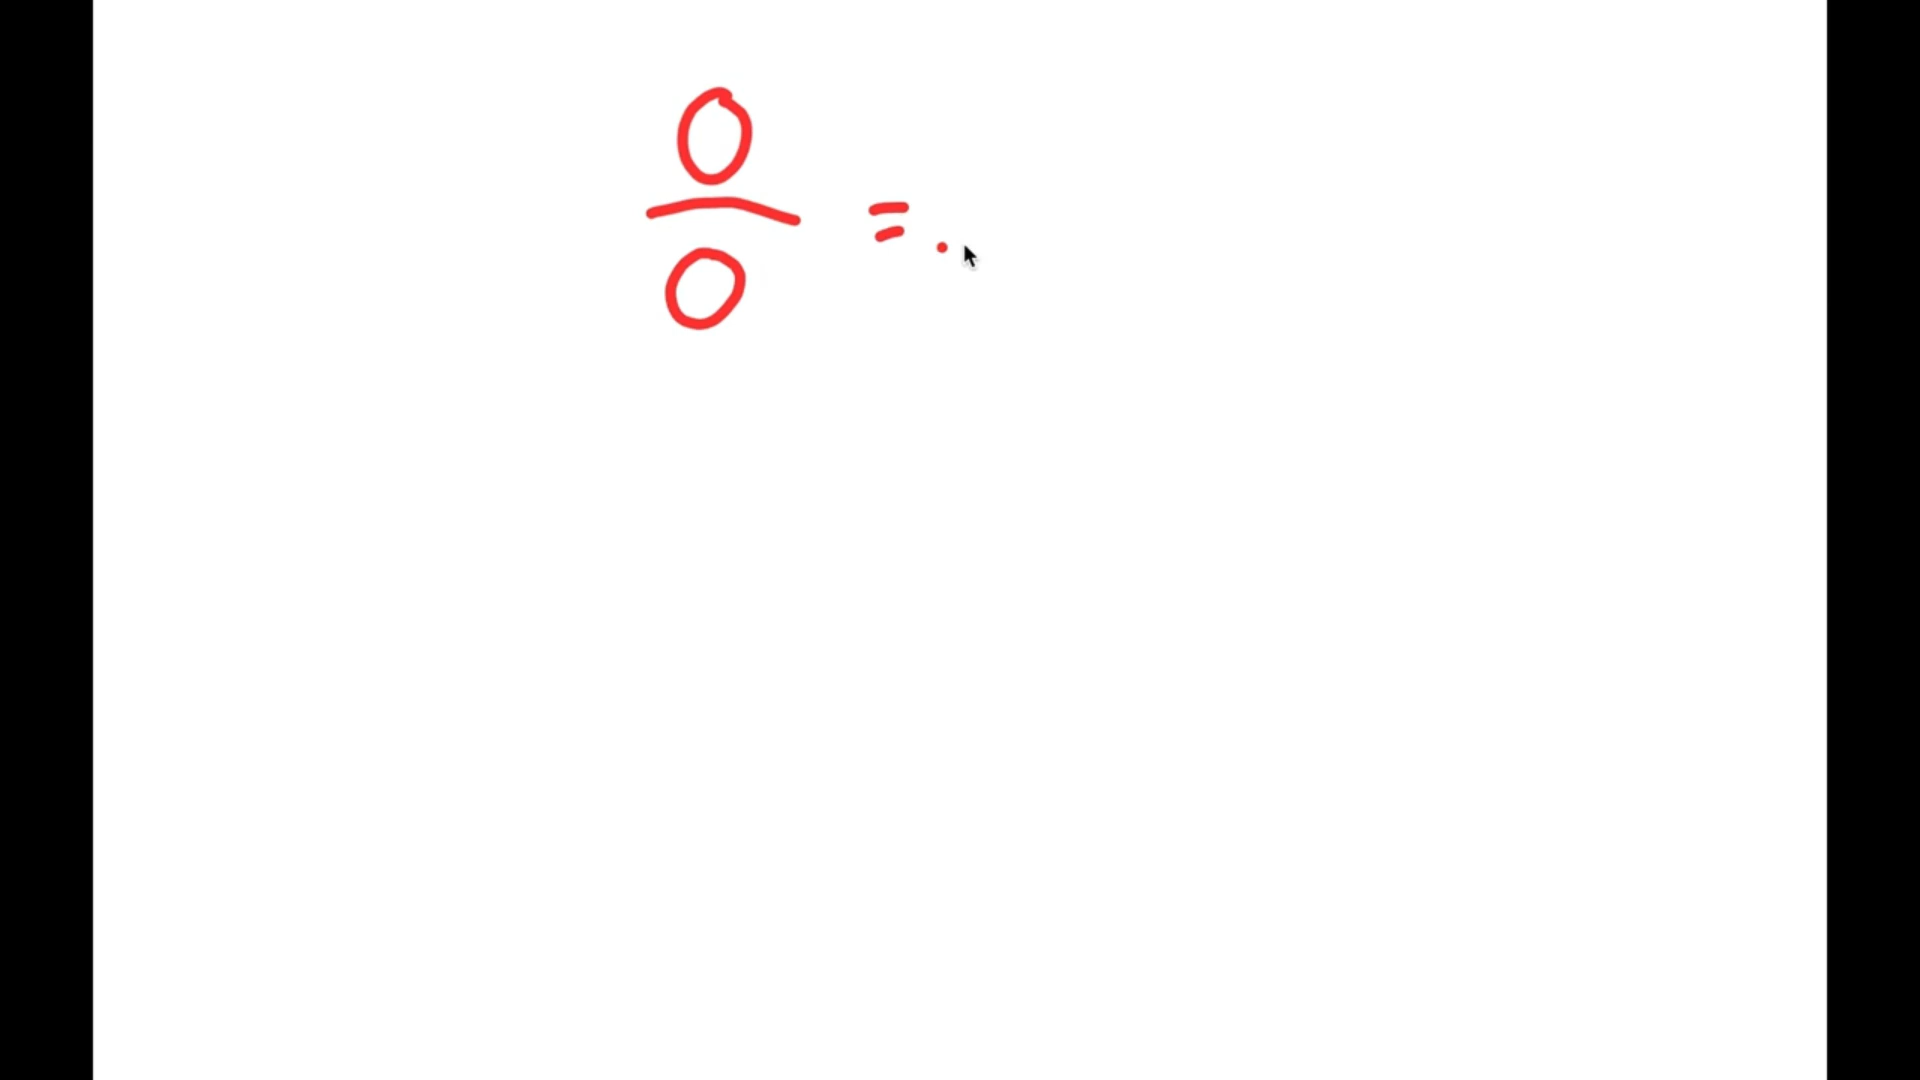 0/0 = .